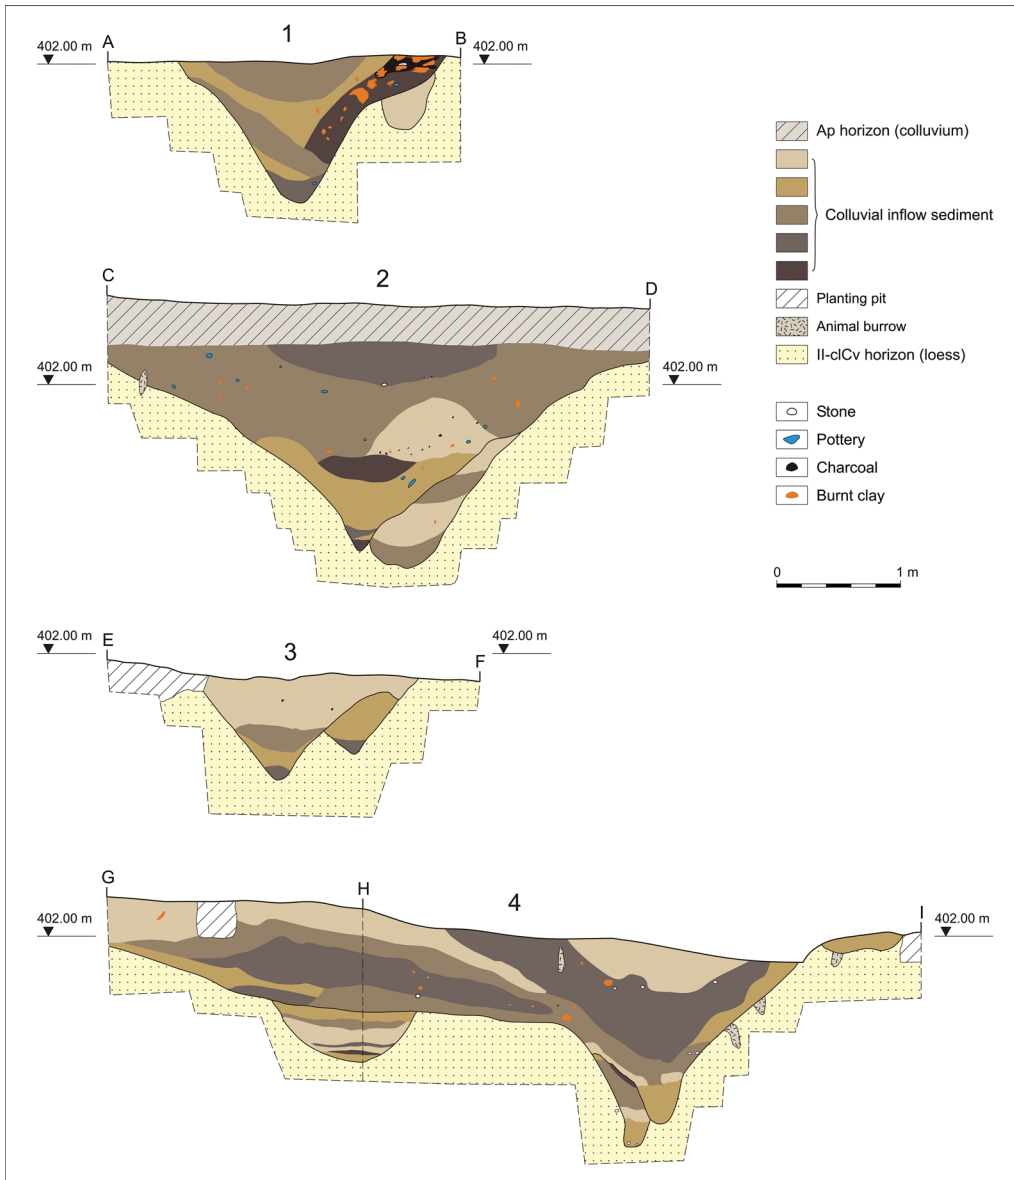 A
1
B
402.00 m
402.00 m
Ap horizon (colluvium)
Colluvial inflow sediment
Planting pit
Animal burrow
II-clCv horizon (loess)
Stone
Pottery
Charcoal
Burnt clay
0
1 m
C
2
D
402.00 m
402.00 m
402.00 m
E
3
F
402.00 m
G
H
4
I
402.00 m
402.00 m